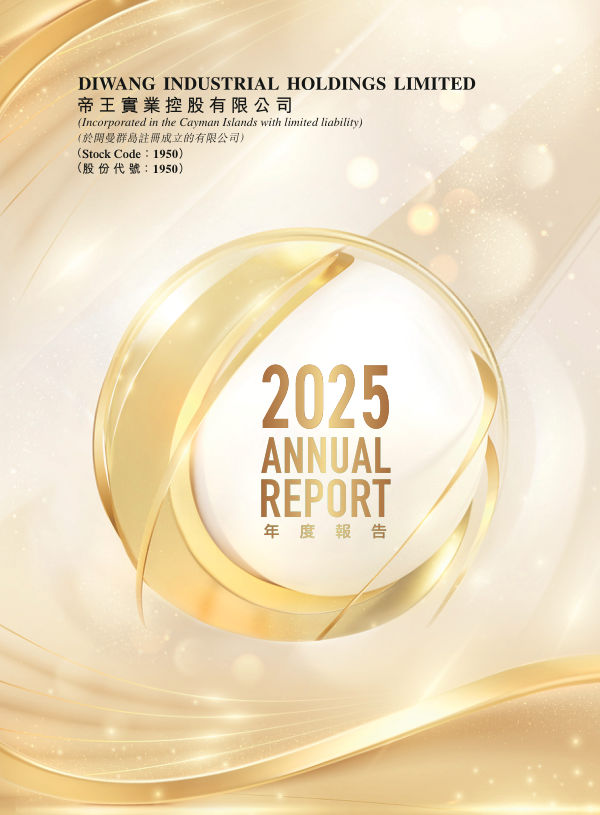 DIWANG INDUSTRIAL HOLDINGS LIMITED
帝王實業控股有限公司
(Incorporated in the Cayman Islands with limited liability)
(於開曼群島註冊成立的有限公司)
(Stock Code：1950)
(股份代號：1950)
2025
ANNUAL
REPORT
年度報告